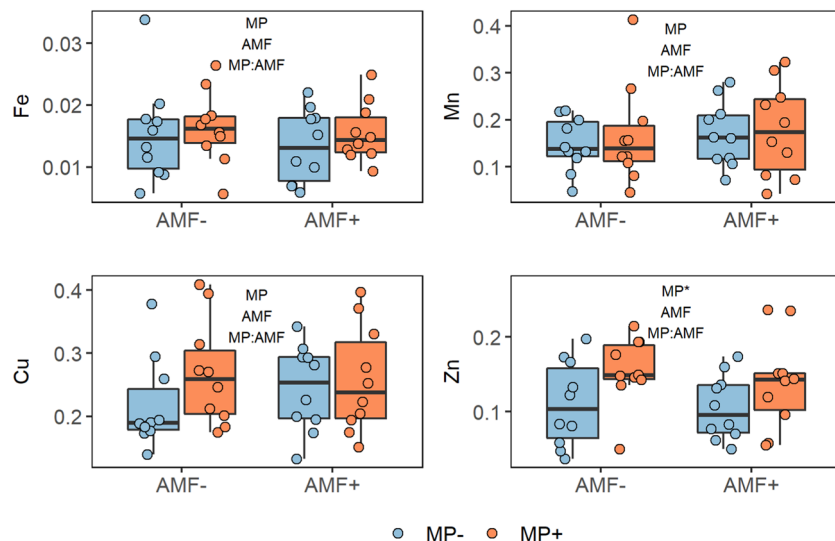 Fe
0.03
0.02
0.01
MP
AMF
MP:AMF
AMF-
AMF+
Mn
0.4
0.3
0.2
0.1
MP
AMF
MP:AMF
AMF-
AMF+
Cu
0.4
0.3
0.2
MP
AMF
MP:AMF
AMF-
AMF+
Zn
0.2
0.1
MP*
AMF
MP:AMF
AMF-
AMF+
MP- MP+